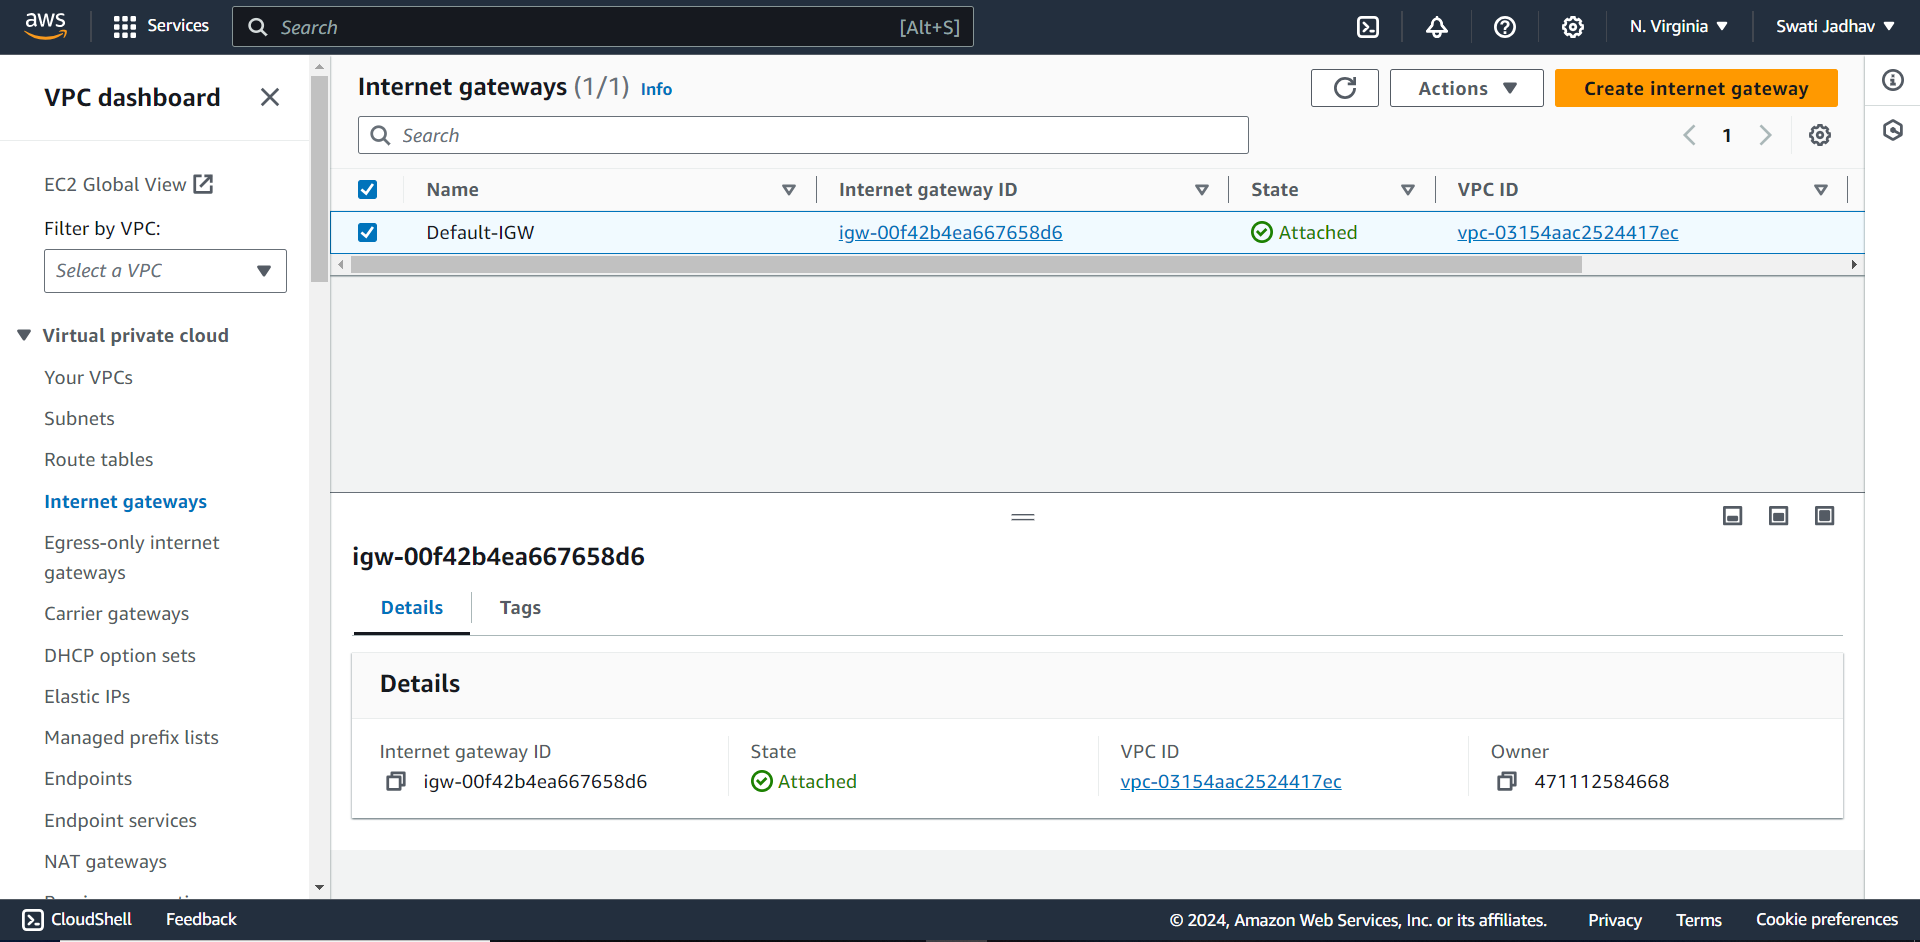 aws
Services
Search
[Alt+S]
N. Virginia
Swati Jadhav
VPC dashboard
EC2 Global View
Filter by VPC:
Select a VPC
Virtual private cloud
Your VPCs
Subnets
Route tables
Internet gateways
Egress-only internet
gateways
Carrier gateways
DHCP option sets
Elastic IPs
Managed prefix lists
Endpoints
Endpoint services
NAT gateways
Internet gateways (1/1) Info
Actions
Create internet gateway
Search
1
Name
Internet gateway ID
State
VPC ID
Default-IGW
igw-00f42b4ea667658d6
Attached
vpc-03154aac2524417ec
igw-00f42b4ea667658d6
Details
Tags
Details
Internet gateway ID
igw-00f42b4ea667658d6
State
Attached
VPC ID
vpc-03154aac2524417ec
Owner
471112584668
CloudShell
Feedback
© 2024, Amazon Web Services, Inc. or its affiliates.
Privacy
Terms
Cookie preferences